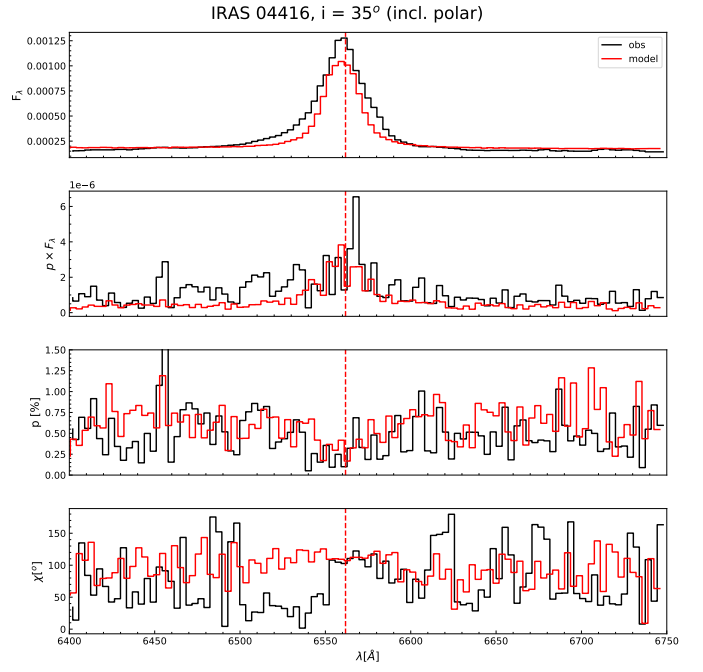 IRAS 04416, i = 35° (incl. polar)
0.00125
0.00100
0.00075
0.00050
0.00025
Fλ
obs
model
1e−6
6
4
2
0
p × Fλ
1.50
1.25
1.00
0.75
0.50
0.25
0.00
p [%]
150
100
50
0
χ[°]
6400 6450 6500 6550 6600 6650 6700 6750
λ[Å]